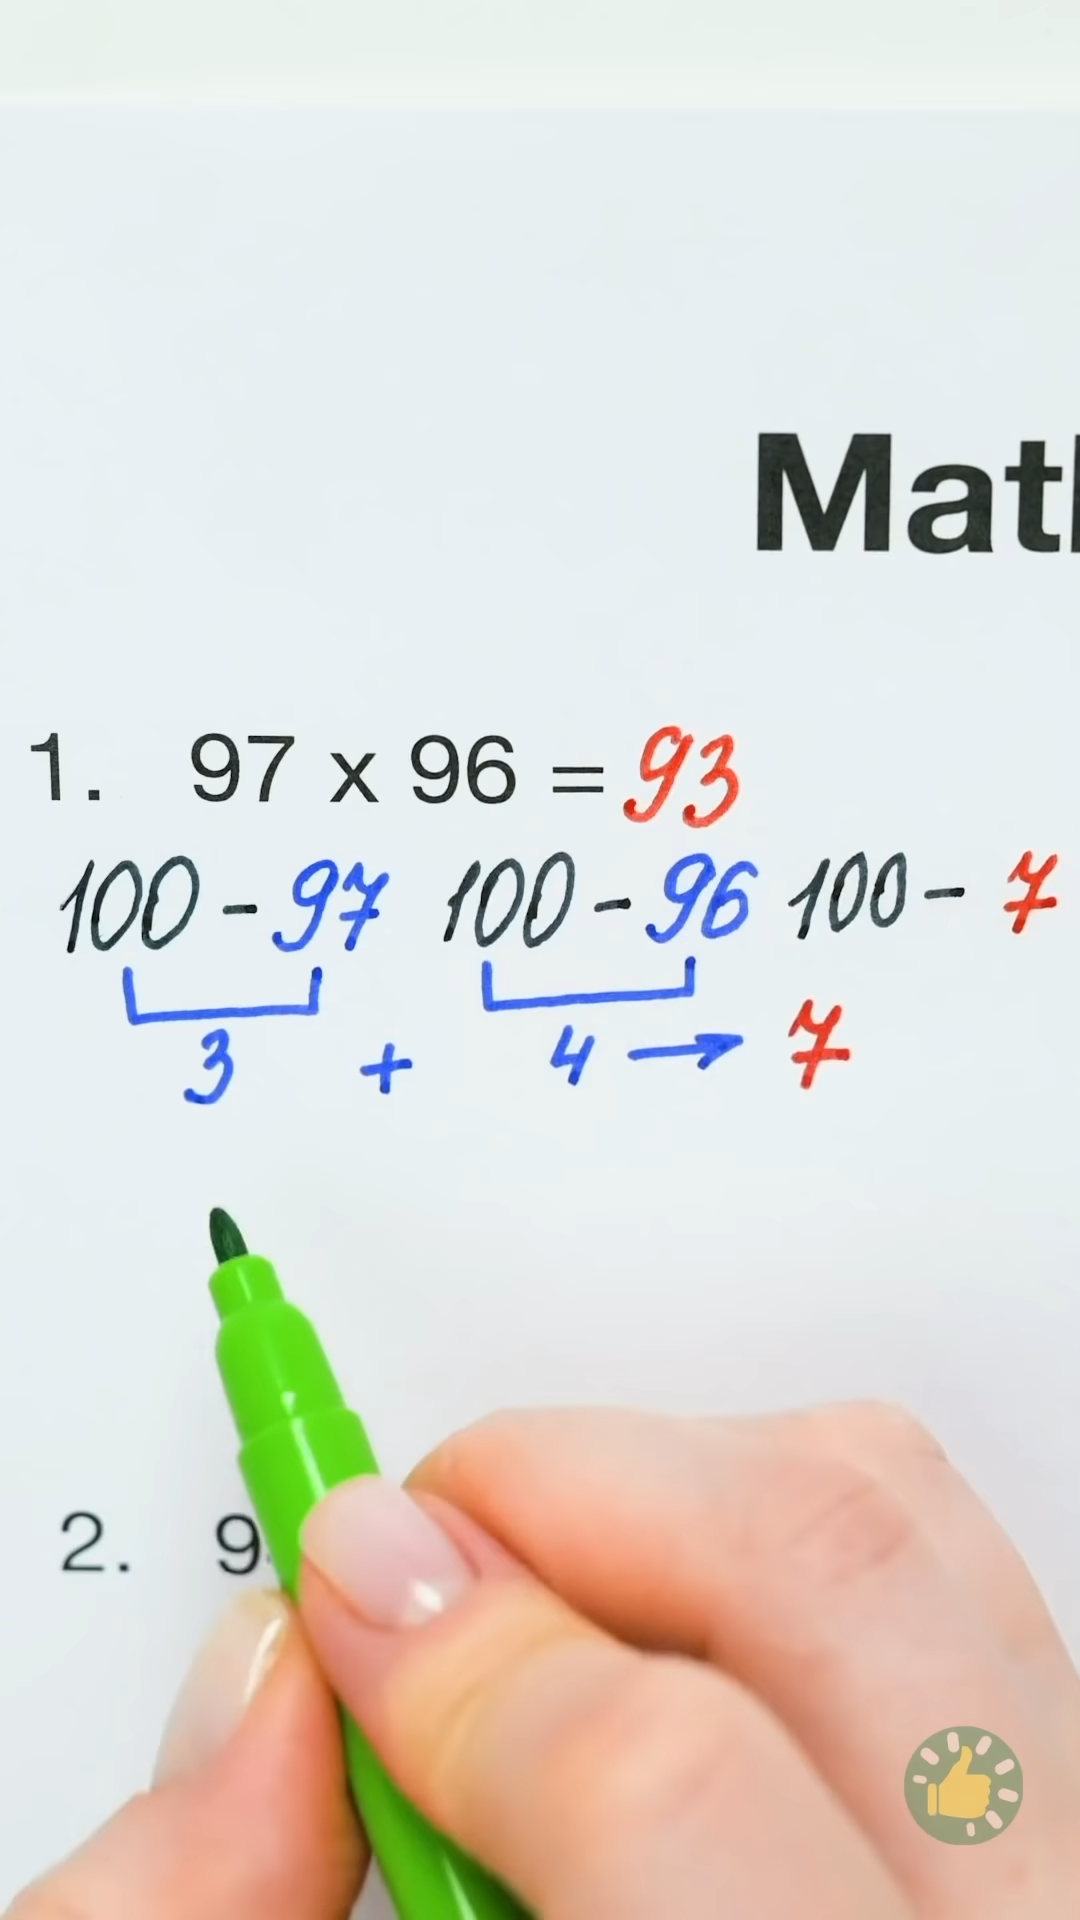 Mat
1. 97 x 96 = 93
100 - 97 100 - 96 100 - 7
3 + 4 → 7
2. 9